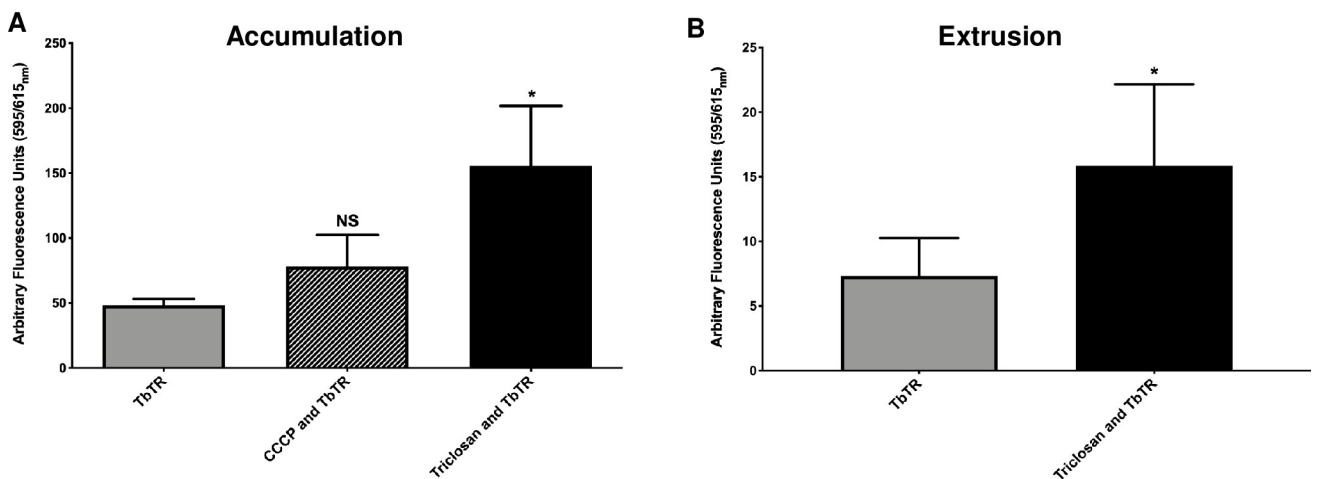 A
Accumulation
Arbitrary Fluorescence Units (595/615nm)
250
200
150
100
50
0
NS
*
TbTR
CCCP and TbTR
Triclosan and TbTR
B
Extrusion
Arbitrary Fluorescence Units (595/615nm)
25
20
15
10
5
0
*
TbTR
Triclosan and TbTR